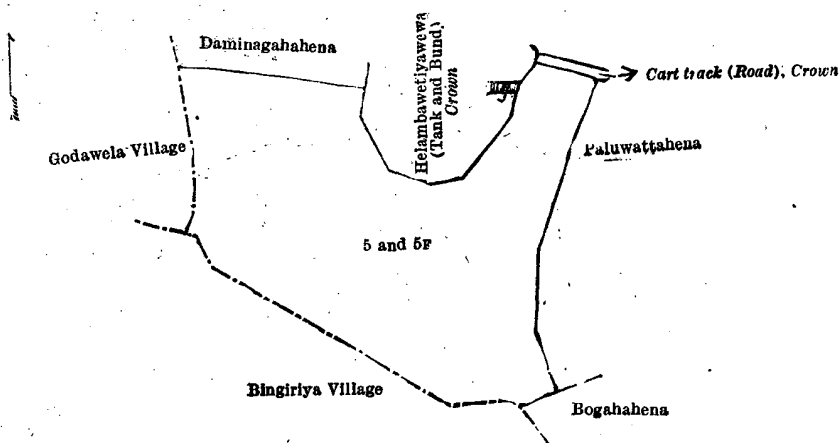 Daminagahahena
Helambawetiyawewa
(Tank and Bund)
Crown
Cart track (Road), Crown
Godawela Village
Paluwattahena
5 and 5F
Bingiriya Village
Bogahahena